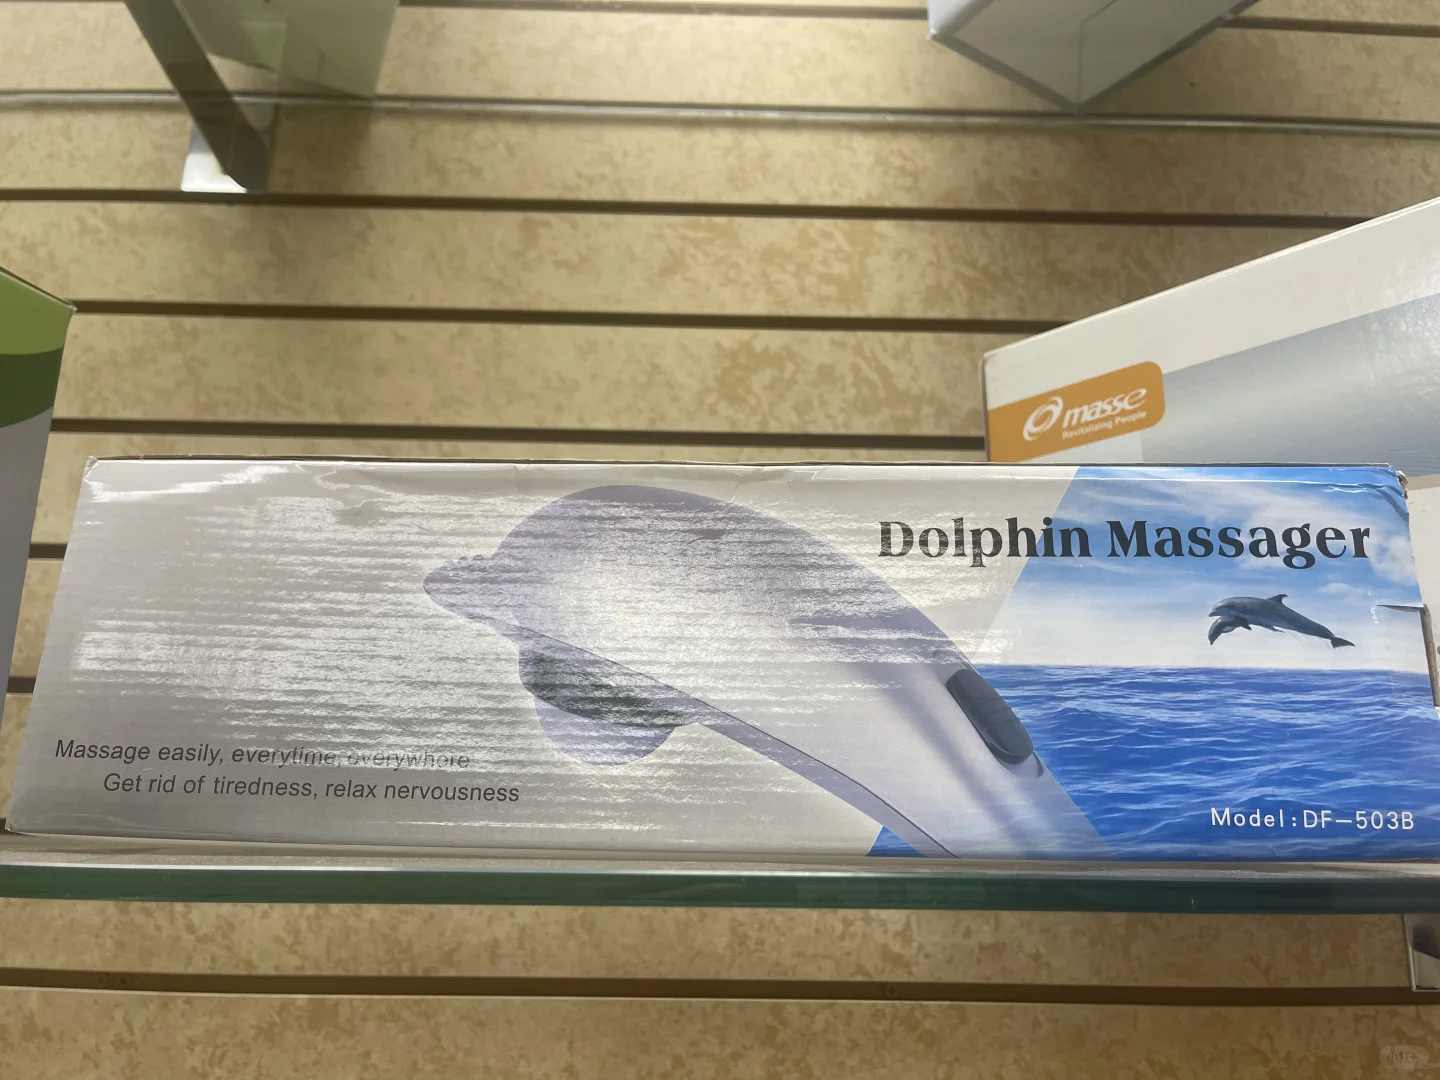 masse
Revitalizing People
Dolphin Massager
Massage easily, everytime, everywhere
Get rid of tiredness, relax nervousness
Model:DF-503B